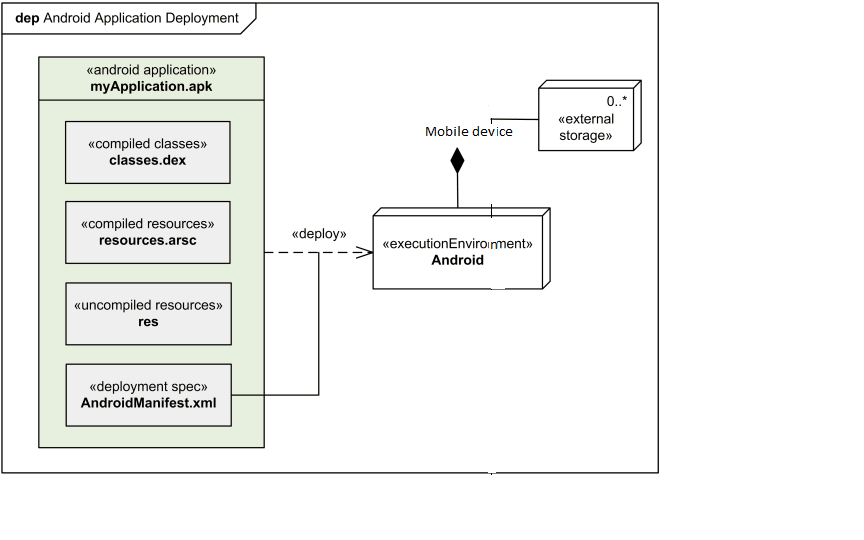 dep Android Application Deployment
«android application»
myApplication.apk
«compiled classes»
classes.dex
«compiled resources»
resources.arsc
«uncompiled resources»
res
«deployment spec»
AndroidManifest.xml
«deploy»
Mobile device
0..*
«external
storage»
«executionEnvironment»
Android